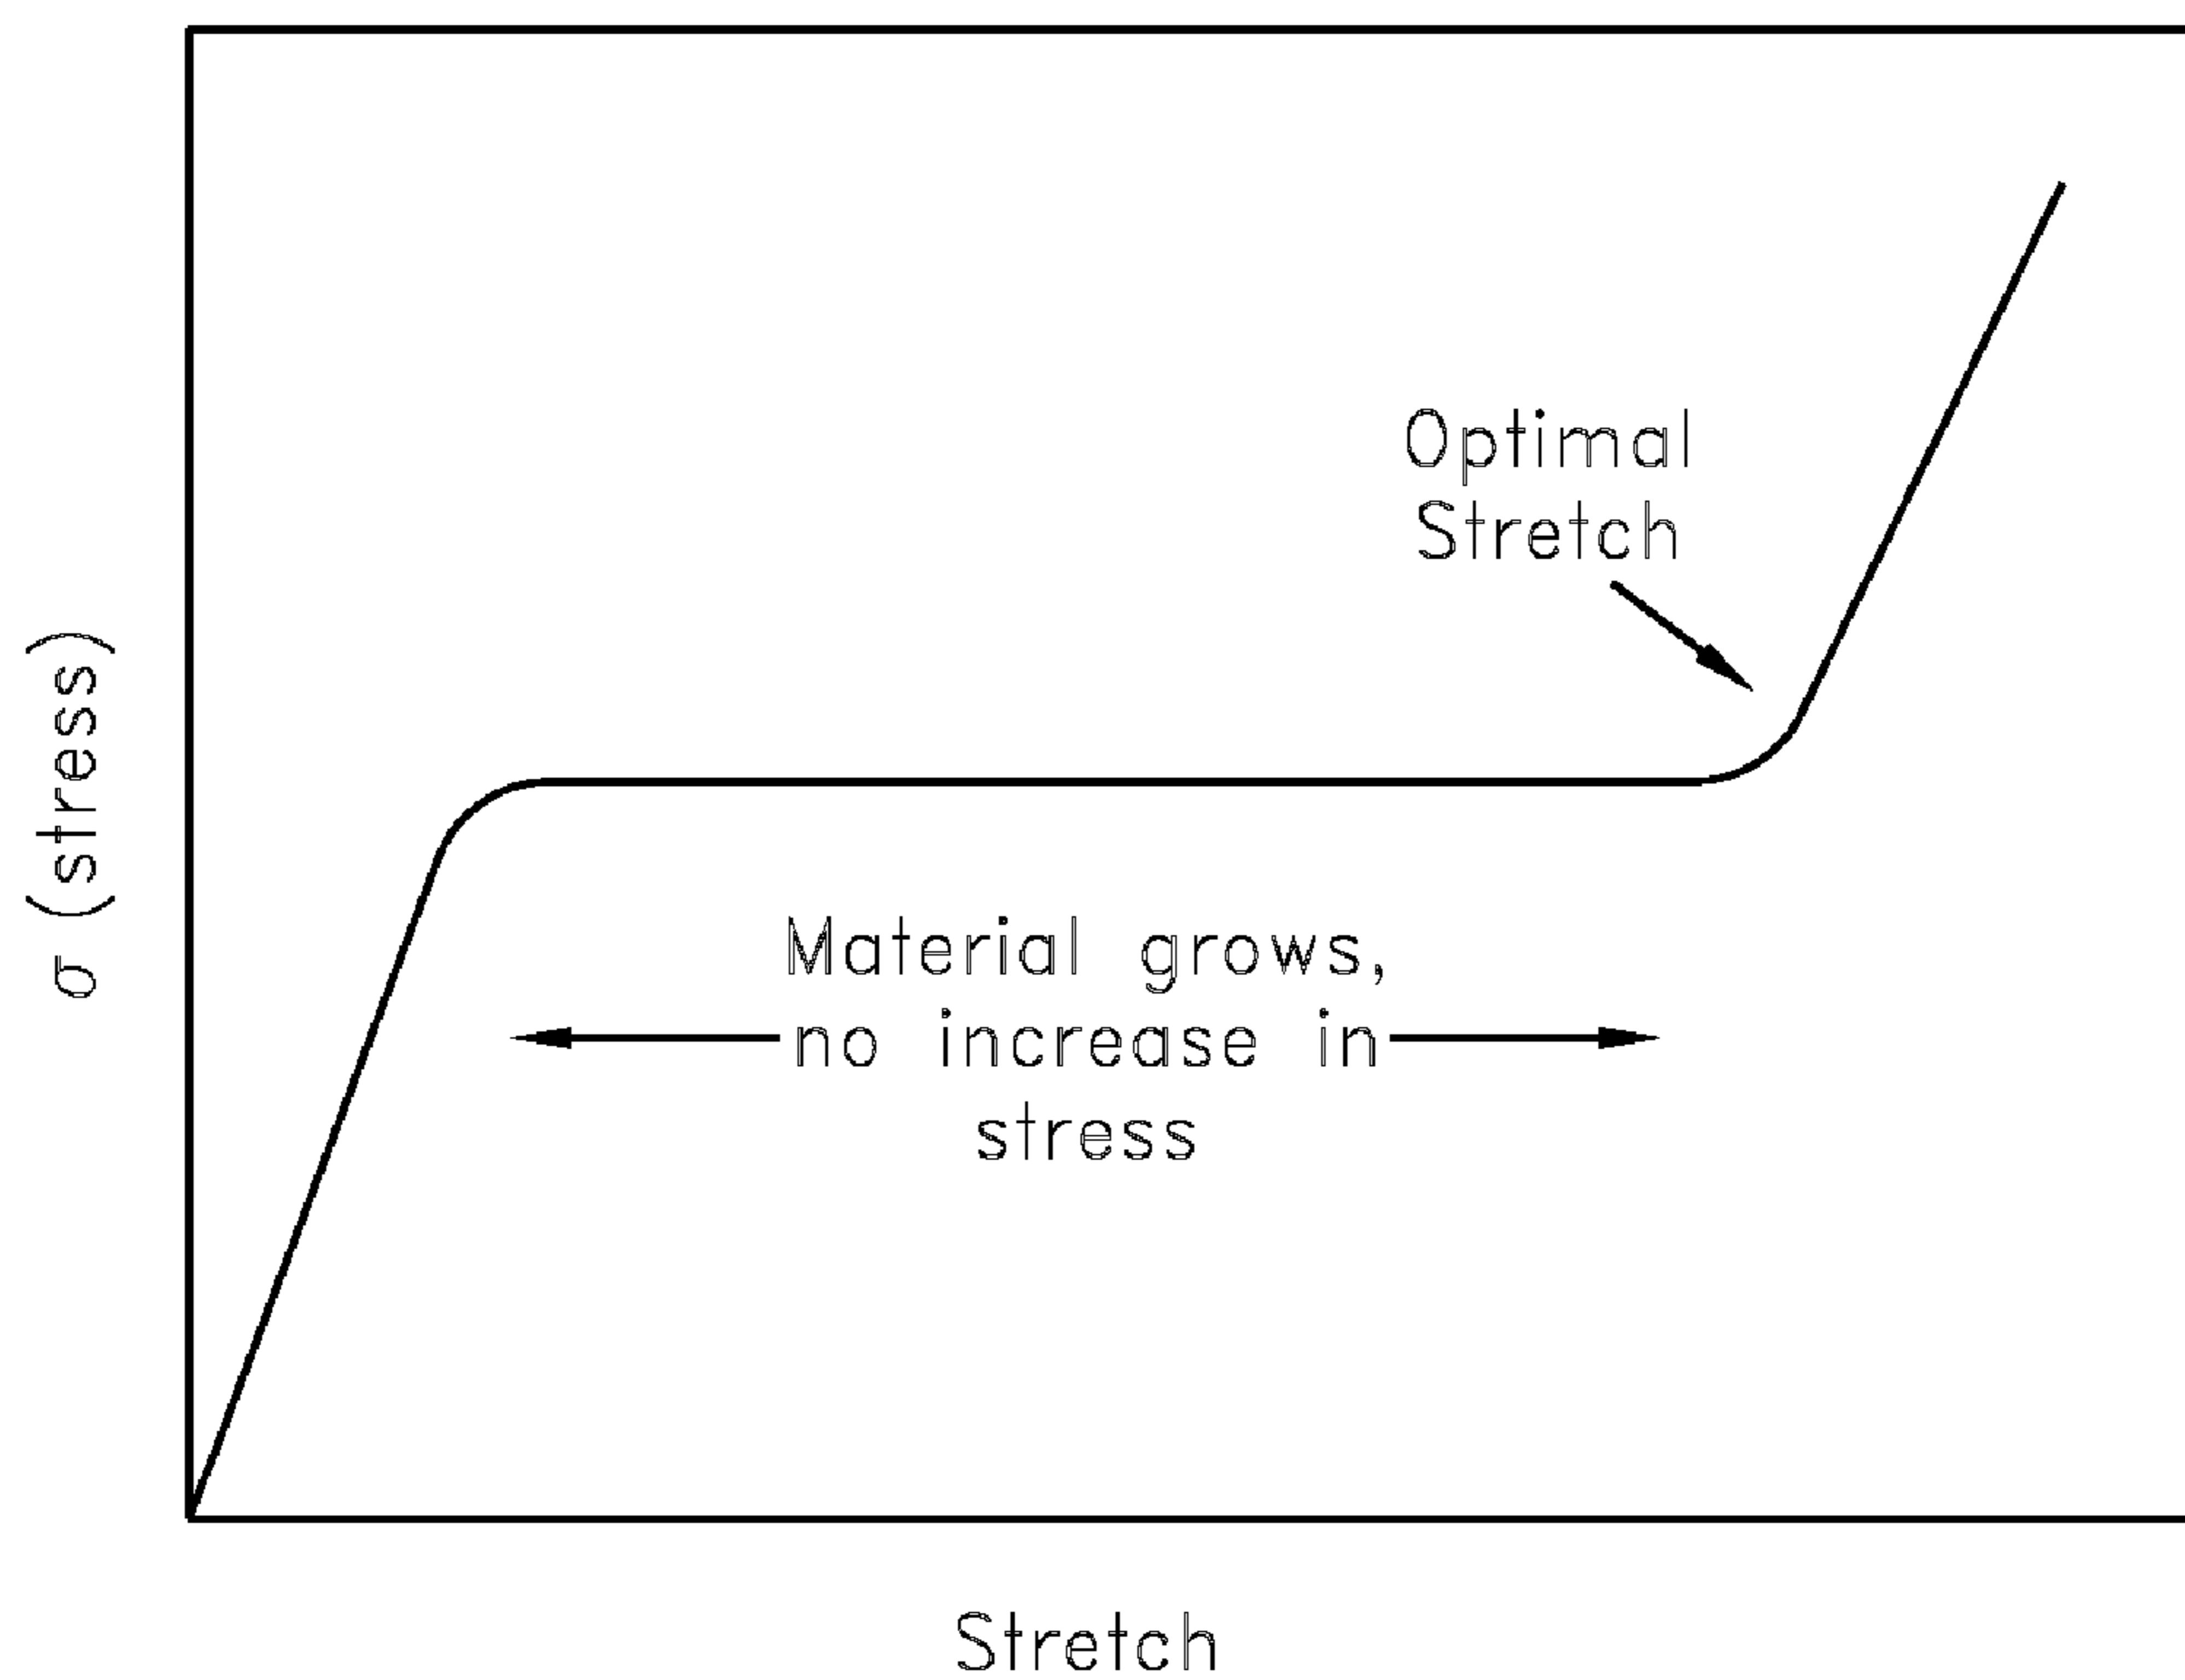 Optimal
Stretch
σ (stress)
Material grows,
no increase in
stress
Stretch